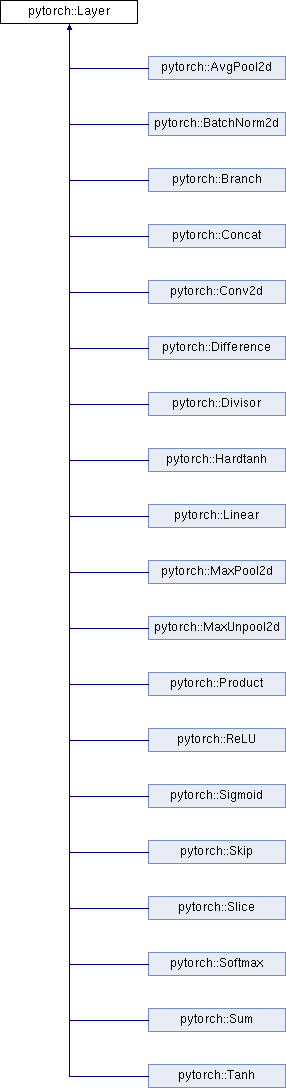 pytorch::Layer
pytorch::AvgPool2d
pytorch::BatchNorm2d
pytorch::Branch
pytorch::Concat
pytorch::Conv2d
pytorch::Difference
pytorch::Divisor
pytorch::Hardtanh
pytorch::Linear
pytorch::MaxPool2d
pytorch::MaxUnpool2d
pytorch::Product
pytorch::ReLU
pytorch::Sigmoid
pytorch::Skip
pytorch::Slice
pytorch::Softmax
pytorch::Sum
pytorch::Tanh